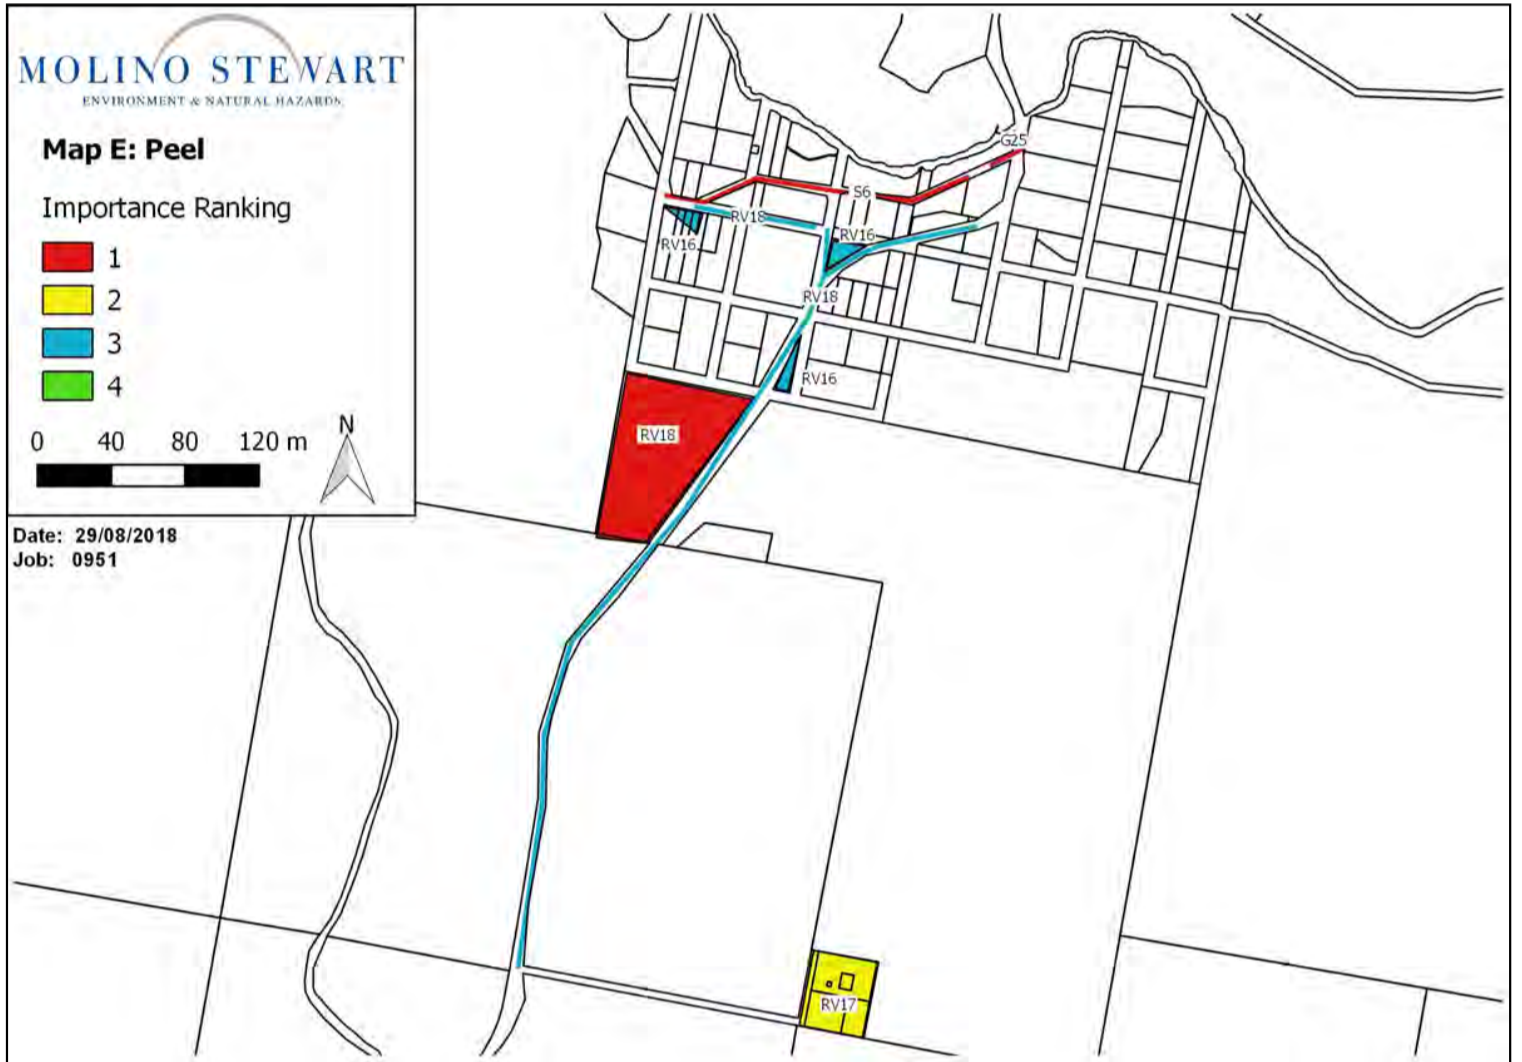 MOLINO STEWART
ENVIRONMENT & NATURAL HAZARDS
Map E: Peel
Importance Ranking
1
2
3
4
0 40 80 120 m
N
Date: 29/08/2018
Job: 0951
G25
S6
RV18
RV16
RV16
RV18
RV16
RV18
RV17